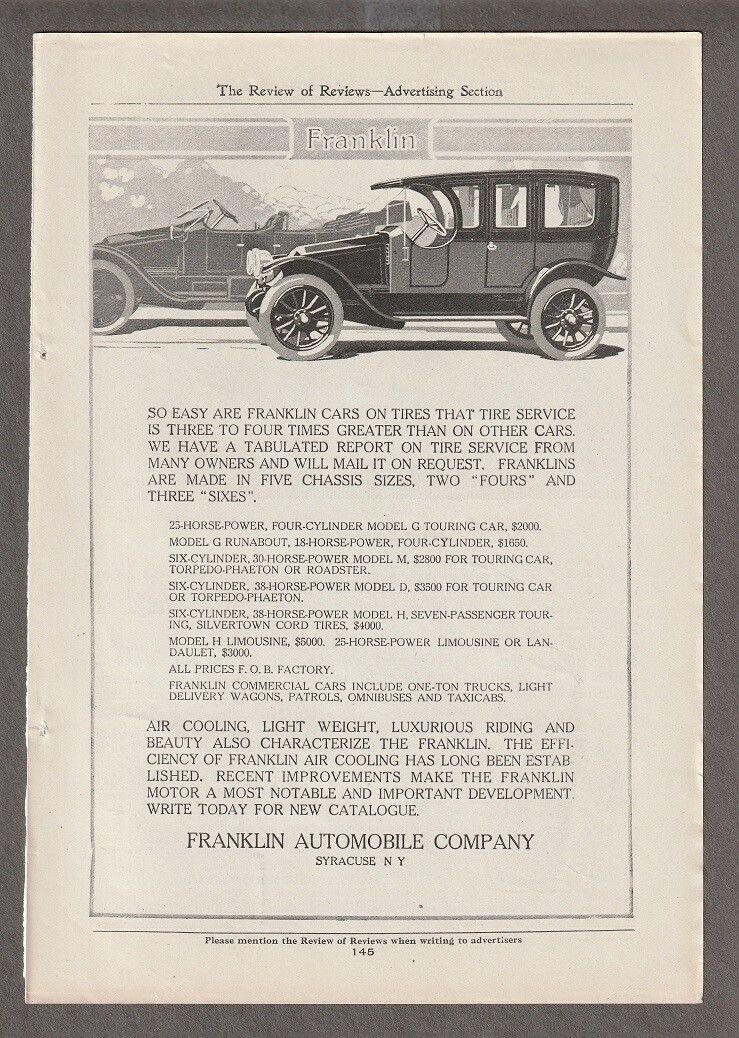 The Review of Reviews—Advertising Section
Franklin
SO EASY ARE FRANKLIN CARS ON TIRES THAT TIRE SERVICE
IS THREE TO FOUR TIMES GREATER THAN ON OTHER CARS.
WE HAVE A TABULATED REPORT ON TIRE SERVICE FROM
MANY OWNERS AND WILL MAIL IT ON REQUEST. FRANKLINS
ARE MADE IN FIVE CHASSIS SIZES, TWO "FOURS" AND
THREE "SIXES".
25-HORSE-POWER, FOUR-CYLINDER MODEL G TOURING CAR, $2000.
MODEL G RUNABOUT, 18-HORSE-POWER, FOUR-CYLINDER, $1650.
SIX-CYLINDER, 30-HORSE-POWER MODEL M, $2800 FOR TOURING CAR,
TORPEDO-PHAETON OR ROADSTER.
SIX-CYLINDER, 38-HORSE-POWER MODEL D, $3500 FOR TOURING CAR
OR TORPEDO-PHAETON.
SIX-CYLINDER, 38-HORSE-POWER MODEL H, SEVEN-PASSENGER TOUR-
ING, SILVERTOWN CORD TIRES, $4000.
MODEL H LIMOUSINE, $5000. 25-HORSE-POWER LIMOUSINE OR LAN-
DAULET, $3000.
ALL PRICES F. O. B. FACTORY.
FRANKLIN COMMERCIAL CARS INCLUDE ONE-TON TRUCKS, LIGHT
DELIVERY WAGONS, PATROLS, OMNIBUSES AND TAXICABS.
AIR COOLING, LIGHT WEIGHT, LUXURIOUS RIDING AND
BEAUTY ALSO CHARACTERIZE THE FRANKLIN. THE EFFI-
CIENCY OF FRANKLIN AIR COOLING HAS LONG BEEN ESTAB-
LISHED. RECENT IMPROVEMENTS MAKE THE FRANKLIN
MOTOR A MOST NOTABLE AND IMPORTANT DEVELOPMENT.
WRITE TODAY FOR NEW CATALOGUE.
FRANKLIN AUTOMOBILE COMPANY
SYRACUSE N Y
Please mention the Review of Reviews when writing to advertisers
145